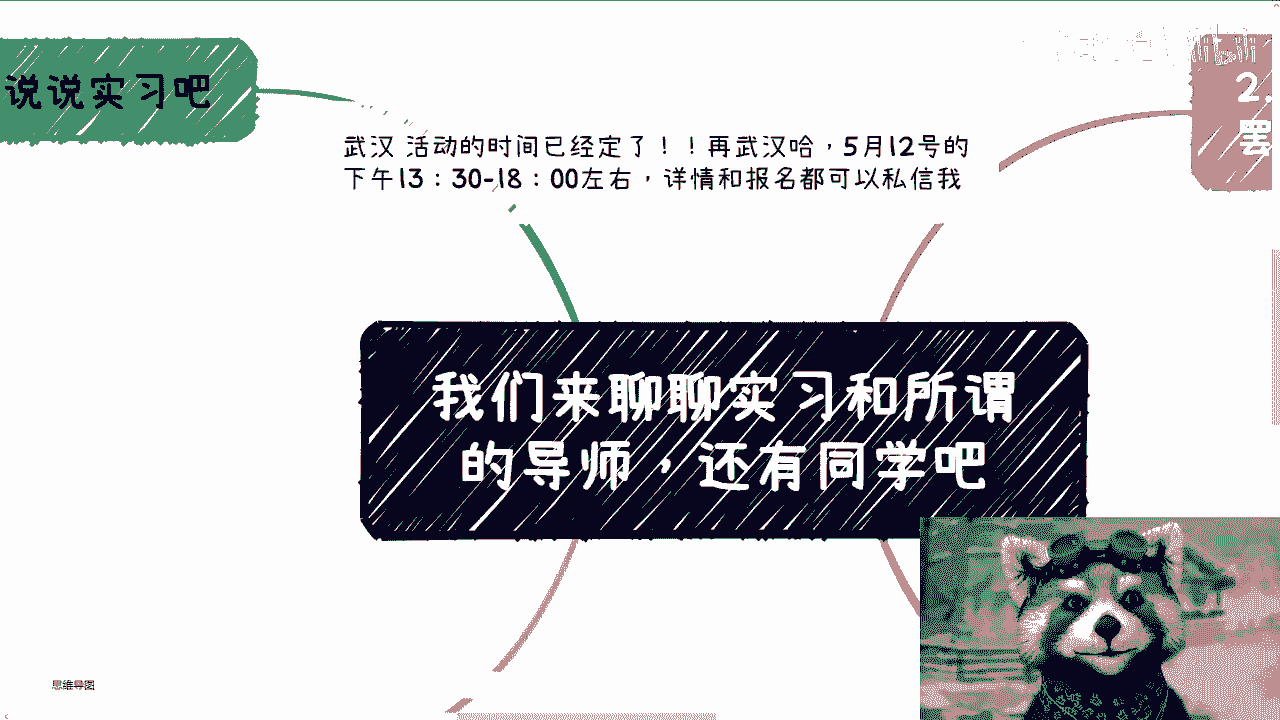 说说实习吧
2.
罢
武汉 活动的时间已经定了！！再武汉哈，5月12号的
下午13：30-18：00左右，详情和报名都可以私信我
我们来聊聊实习和所谓
的导师，还有同学吧
思维导图